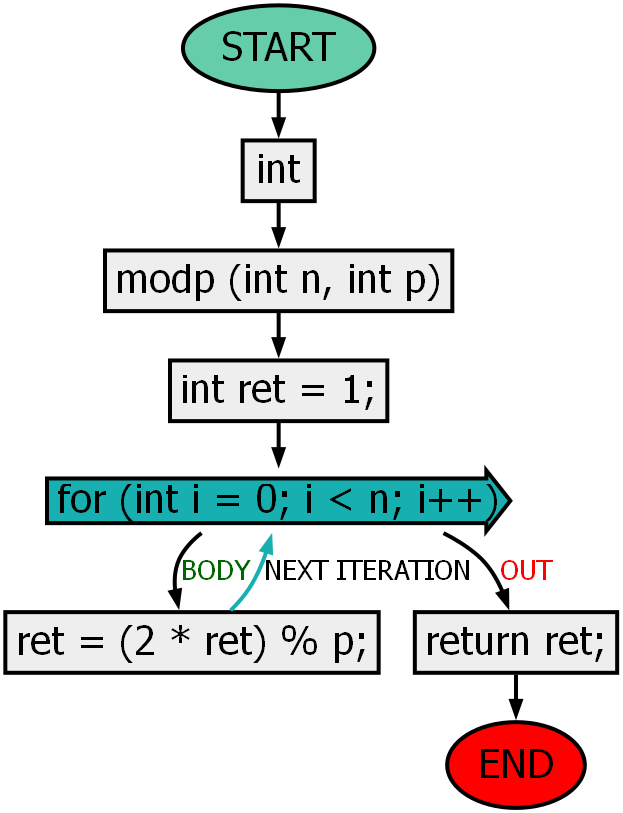 START
int
modp (int n, int p)
int ret = 1;
for (int i = 0; i < n; i++)
BODY
NEXT ITERATION
OUT
ret = (2 * ret) % p;
return ret;
END